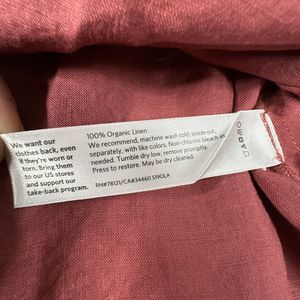 We want our
clothes back, even
if they're worn or
torn. Bring them
to our US stores
and support our
take-back program.
100% Organic Linen
We recommend, machine wash cold, inside out,
separately, with like colors. Non-chlorine bleach as
needed. Tumble dry low, remove promptly.
Press to restore. May be dry cleaned.
RN#78121/CA#34460 S19OLA